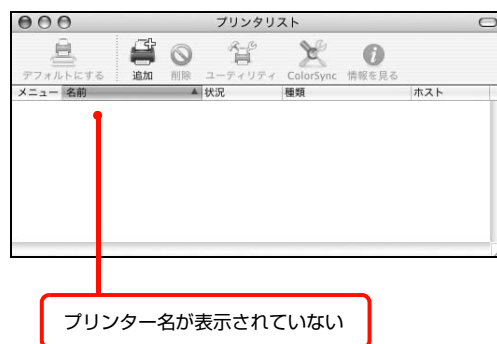 プリンタリスト
デフォルトにする 追加 削除 ユーティリティ ColorSync 情報を見る
メニュー 名前 状況 種類 ホスト
プリンター名が表示されていない